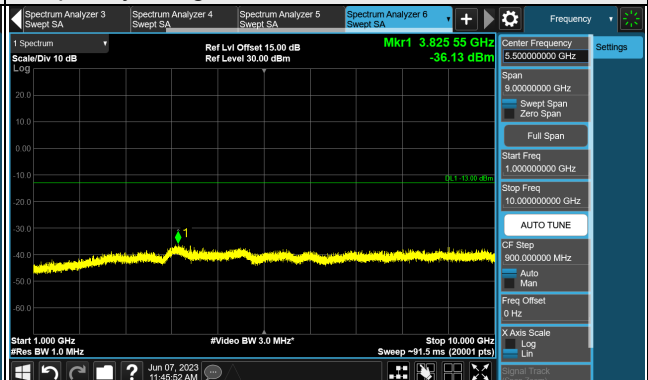 Spectrum Analyzer 3
Swept SA
Spectrum Analyzer 4
Swept SA
Spectrum Analyzer 5
Swept SA
Spectrum Analyzer 6
Swept SA
+
Frequency
1 Spectrum
Scale/Div 10 dB
Log
Ref Lvl Offset 15.00 dB
Ref Level 30.00 dBm
Mkr1 3.825 55 GHz
-36.13 dBm
20.0
10.0
0.00
-10.0
-20.0
-30.0
-40.0
-50.0
-60.0
DL1 -13.00 dBm
1
Start 1.000 GHz
#Res BW 1.0 MHz
#Video BW 3.0 MHz*
Stop 10.000 GHz
Sweep ~91.5 ms (20001 pts)
Center Frequency
5.500000000 GHz
Settings
Span
9.00000000 GHz
Swept Span
Zero Span
Full Span
Start Freq
1.000000000 GHz
Stop Freq
10.000000000 GHz
AUTO TUNE
CF Step
900.000000 MHz
Auto
Man
Freq Offset
0 Hz
X Axis Scale
Log
Lin
Signal Track
?
Jun 07, 2023
11:45:52 AM